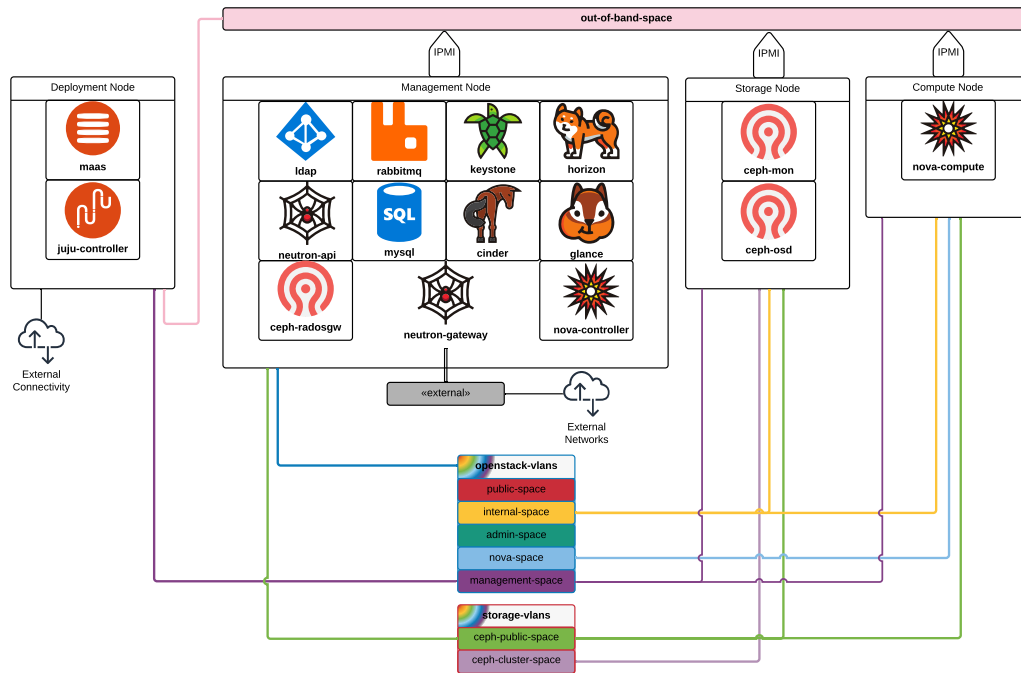 out-of-band-space
IPMI
IPMI
IPMI
Deployment Node
maas
juju-controller
External
Connectivity
Management Node
ldap
rabbitmq
keystone
horizon
neutron-api
SQL
mysql
cinder
glance
ceph-radosgw
neutron-gateway
nova-controller
«external»
External
Networks
Storage Node
ceph-mon
ceph-osd
Compute Node
nova-compute
openstack-vlans
public-space
internal-space
admin-space
nova-space
management-space
storage-vlans
ceph-public-space
ceph-cluster-space